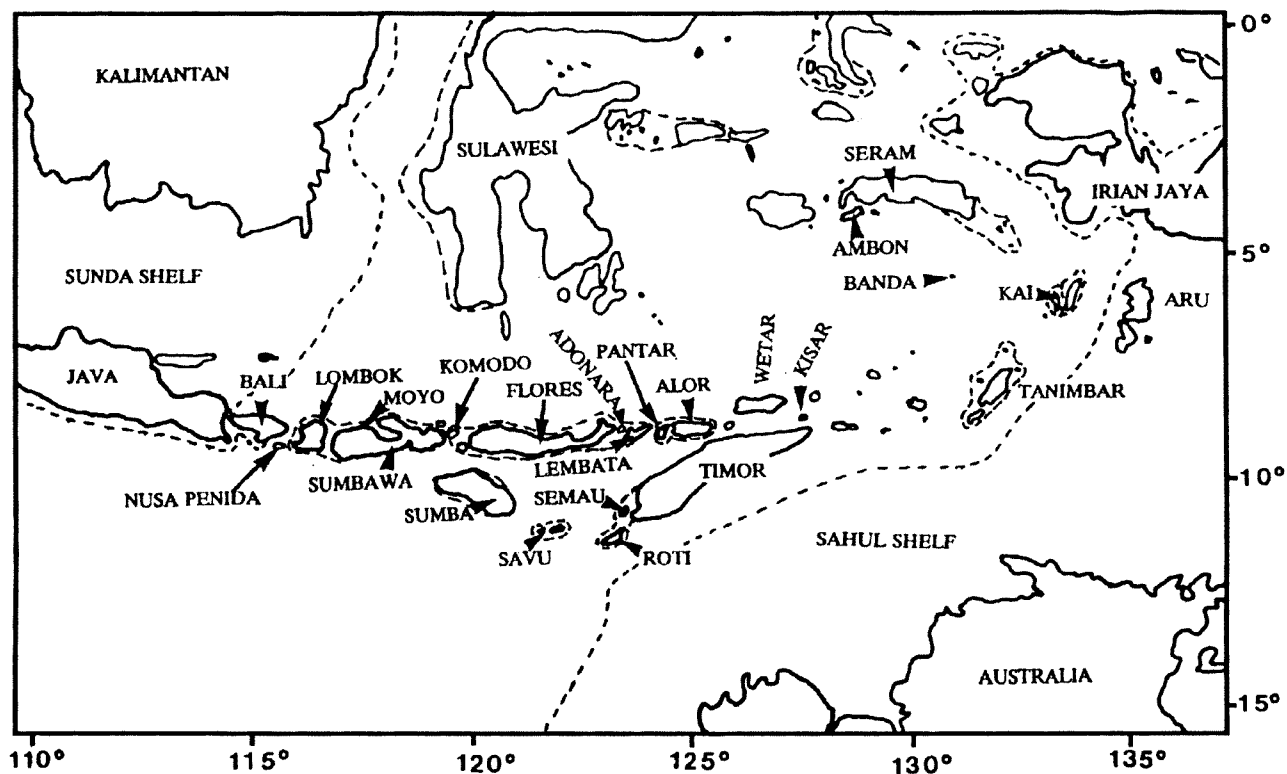 0°
KALIMANTAN
SULAWESI
SERAM
IRIAN JAYA
AMBON
5°
SUNDA SHELF
BANDA
KAI
ARU
ADONARA
PANTAR
WETAR
KISAR
JAVA
BALI
LOMBOK
KOMODO
MOYO
FLORES
ALOR
TANIMBAR
LEMBATA
TIMOR
10°
NUSA PENIDA
SUMBAWA
SUMBA
SEMAU
SAVU
ROTI
SAHUL SHELF
AUSTRALIA
15°
110° 115° 120° 125° 130° 135°